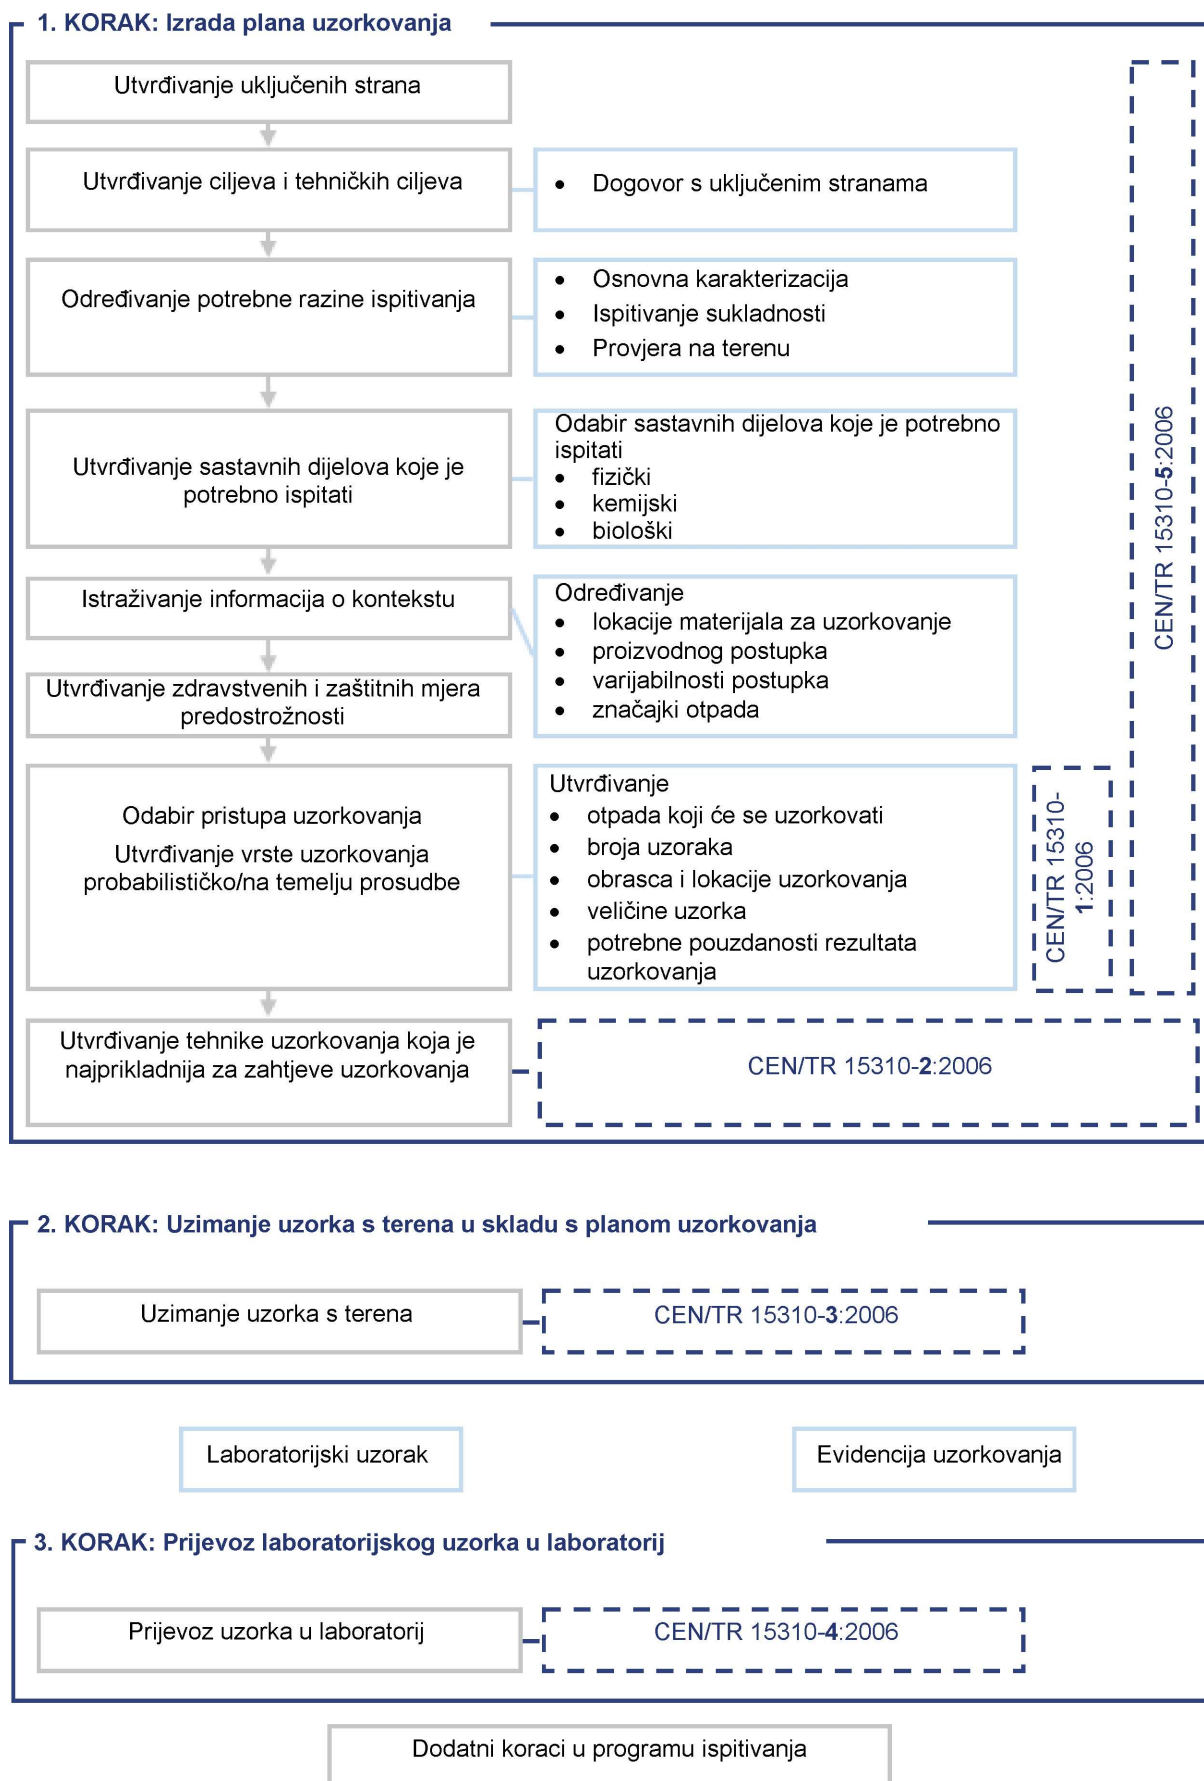 1. KORAK: Izrada plana uzorkovanja
Utvrđivanje uključenih strana
Utvrđivanje ciljeva i tehničkih ciljeva
• Dogovor s uključenim stranama
Određivanje potrebne razine ispitivanja
• Osnovna karakterizacija
• Ispitivanje sukladnosti
• Provjera na terenu
Utvrđivanje sastavnih dijelova koje je
potrebno ispitati
Odabir sastavnih dijelova koje je potrebno
ispitati
• fizički
• kemijski
• biološki
Istraživanje informacija o kontekstu
Određivanje
• lokacije materijala za uzorkovanje
• proizvodnog postupka
• varijabilnosti postupka
• značajki otpada
Utvrđivanje zdravstvenih i zaštitnih mjera
predostrožnosti
Odabir pristupa uzorkovanja
Utvrđivanje vrste uzorkovanja
probabilističko/na temelju prosudbe
Utvrđivanje
• otpada koji će se uzorkovati
• broja uzoraka
• obrasca i lokacije uzorkovanja
• veličine uzorka
• potrebne pouzdanosti rezultata
uzorkovanja
CEN/TR 15310-
1:2006
CEN/TR 15310-5:2006
Utvrđivanje tehnike uzorkovanja koja je
najprikladnija za zahtjeve uzorkovanja
CEN/TR 15310-2:2006
2. KORAK: Uzimanje uzorka s terena u skladu s planom uzorkovanja
Uzimanje uzorka s terena
CEN/TR 15310-3:2006
Laboratorijski uzorak
Evidencija uzorkovanja
3. KORAK: Prijevoz laboratorijskog uzorka u laboratorij
Prijevoz uzorka u laboratorij
CEN/TR 15310-4:2006
Dodatni koraci u programu ispitivanja